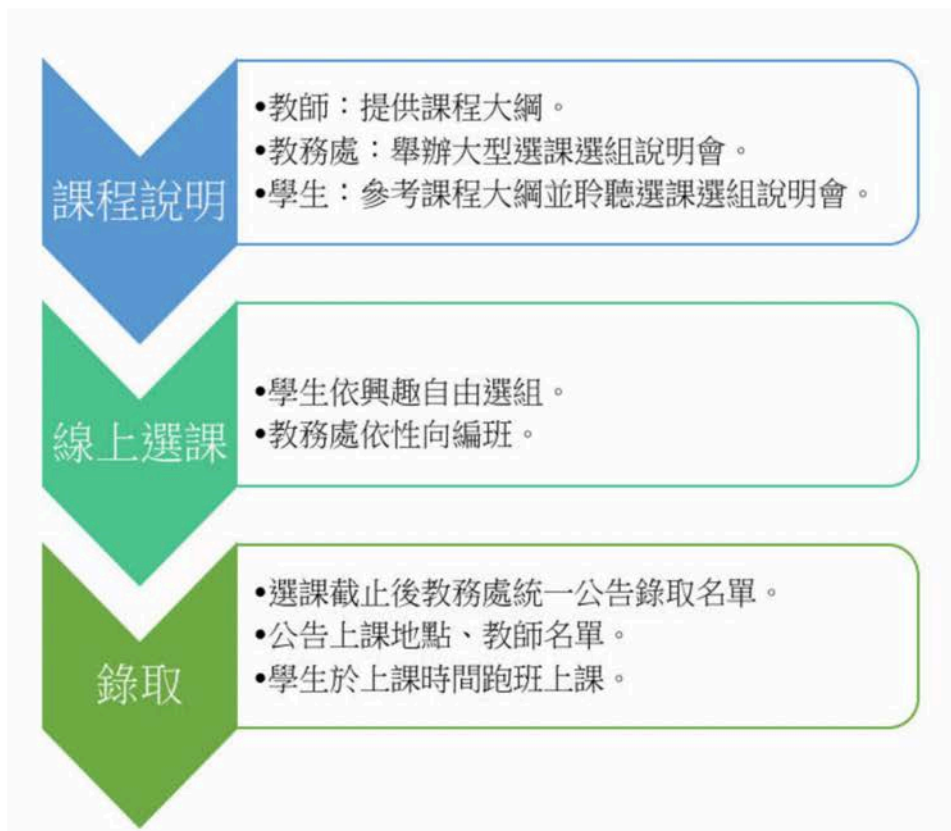 課程說明
•教師：提供課程大綱。
•教務處：舉辦大型選課選組說明會。
•學生：參考課程大綱並聆聽選課選組說明會。
線上選課
•學生依興趣自由選組。
•教務處依性向編班。
錄取
•選課截止後教務處統一公告錄取名單。
•公告上課地點、教師名單。
•學生於上課時間跑班上課。